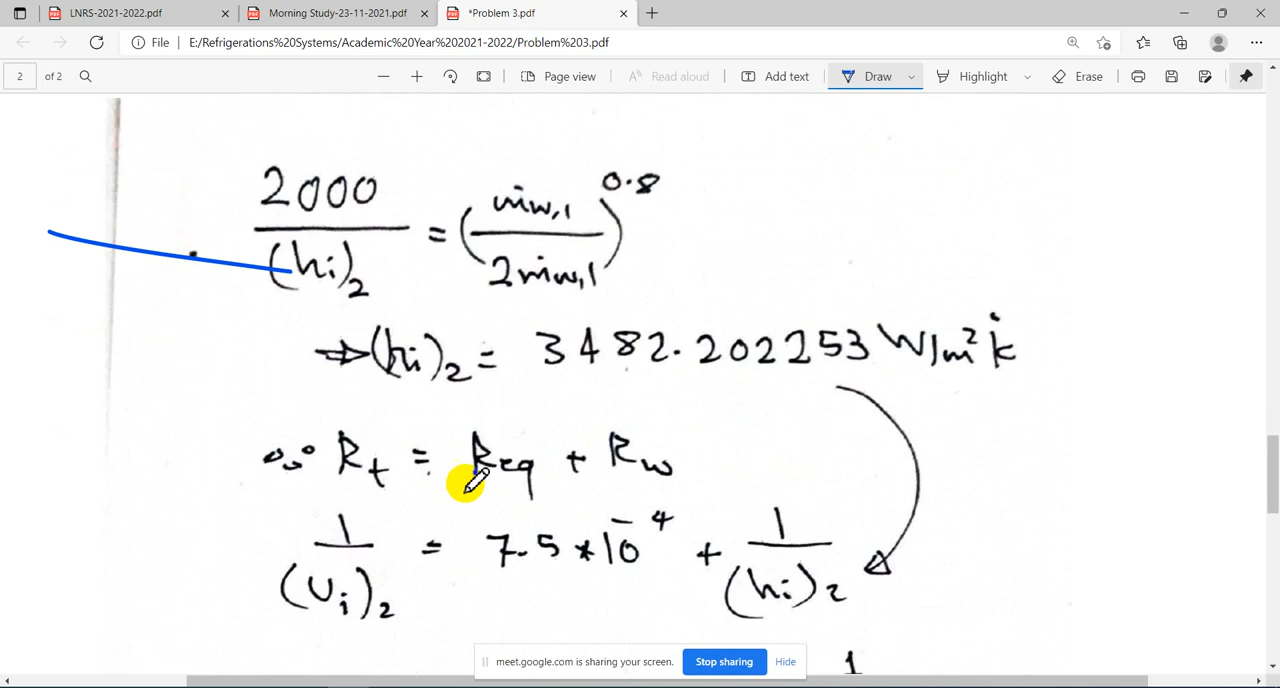 LNRS-2021-2022.pdf
Morning Study-23-11-2021.pdf
*Problem 3.pdf
File
E:/Refrigerations%20Systems/Academic%20Year%202021-2022/Problem%203.pdf
2 of 2
Page view
Read aloud
Add text
Draw
Highlight
Erase
2000/(hi)₂ = (ṁw,1/2ṁw,1)^0.8
⇒(hi)₂ = 3482.202253 W/m²k
Rt = Req + Rw
1/(Ui)₂ = 7.5*10⁻⁴ + 1/(hi)₂
meet.google.com is sharing your screen.
Stop sharing
Hide
1